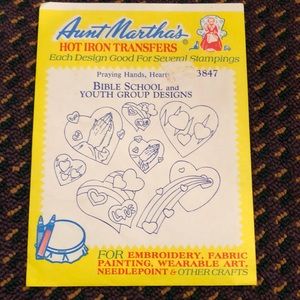 Aunt Martha's®
HOT IRON TRANSFERS
Each Design Good For Several Stampings
Praying Hands, Heart
3847
BIBLE SCHOOL and
YOUTH GROUP DESIGNS
FOR EMBROIDERY, FABRIC
PAINTING, WEARABLE ART,
NEEDLEPOINT & OTHER CRAFTS